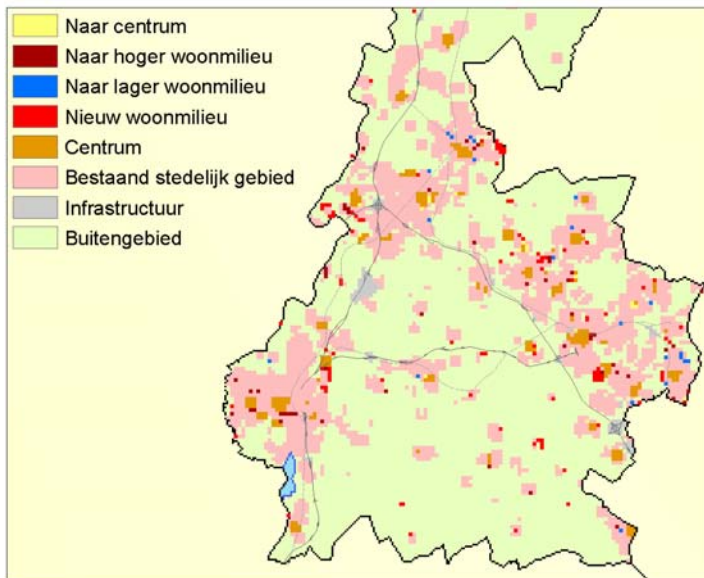 Naar centrum
Naar hoger woonmilieu
Naar lager woonmilieu
Nieuw woonmilieu
Centrum
Bestaand stedelijk gebied
Infrastructuur
Buitengebied